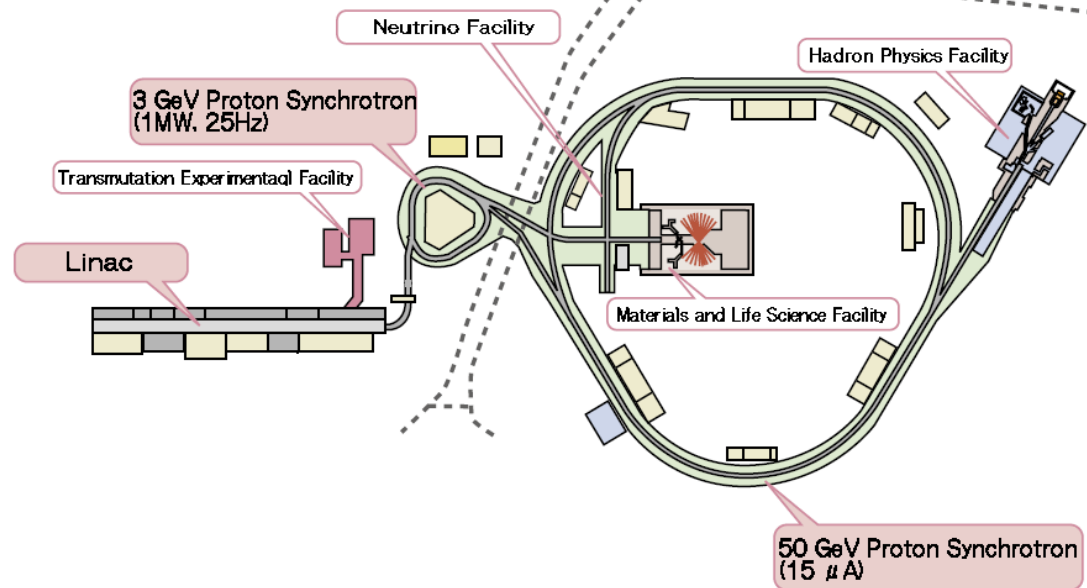 Neutrino Facility
Hadron Physics Facility
3 GeV Proton Synchrotron
(1MW, 25Hz)
Transmutation Experimentaql Facility
Linac
Materials and Life Science Facility
50 GeV Proton Synchrotron
(15 μA)